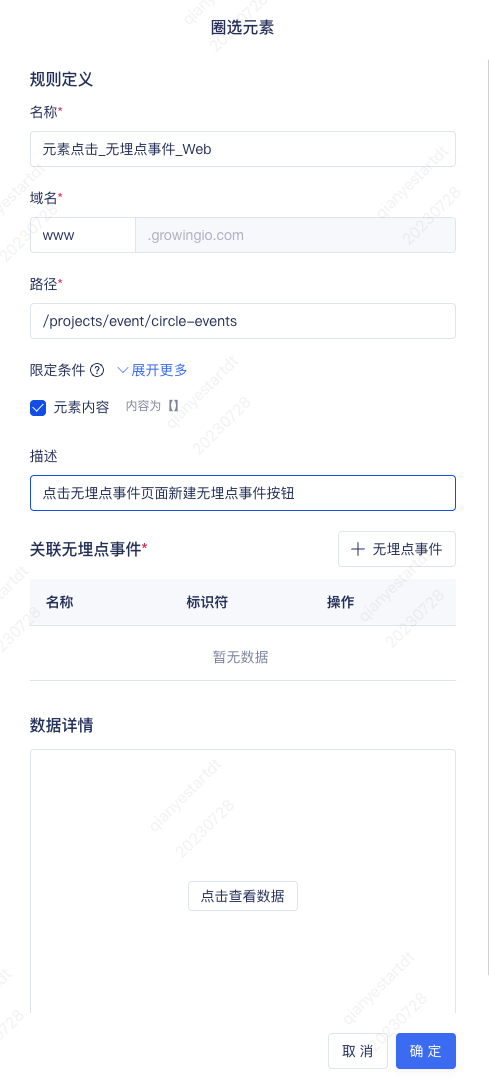 圈选元素
规则定义
名称*
元素点击_无埋点事件_Web
域名*
www .growingio.com
路径*
/projects/event/circle-events
限定条件 ? 展开更多
元素内容 内容为【】
描述
点击无埋点事件页面新建无埋点事件按钮
关联无埋点事件* + 无埋点事件
名称 标识符 操作
暂无数据
数据详情
点击查看数据
取 消 确 定
qianyestartdt
20230728